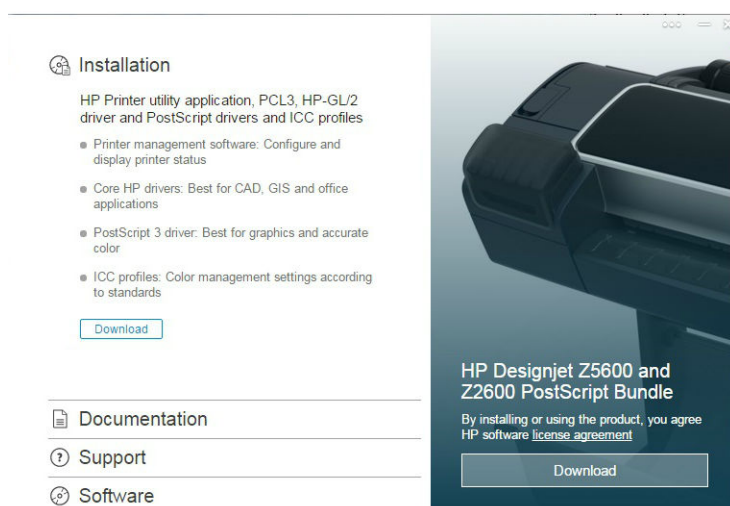 Installation
HP Printer utility application, PCL3, HP-GL/2
driver and PostScript drivers and ICC profiles
Printer management software: Configure and
display printer status
Core HP drivers: Best for CAD, GIS and office
applications
PostScript 3 driver: Best for graphics and accurate
color
ICC profiles: Color management settings according
to standards
Download
Documentation
Support
Software
HP Designjet Z5600 and
Z2600 PostScript Bundle
By installing or using the product, you agree
HP software license agreement
Download